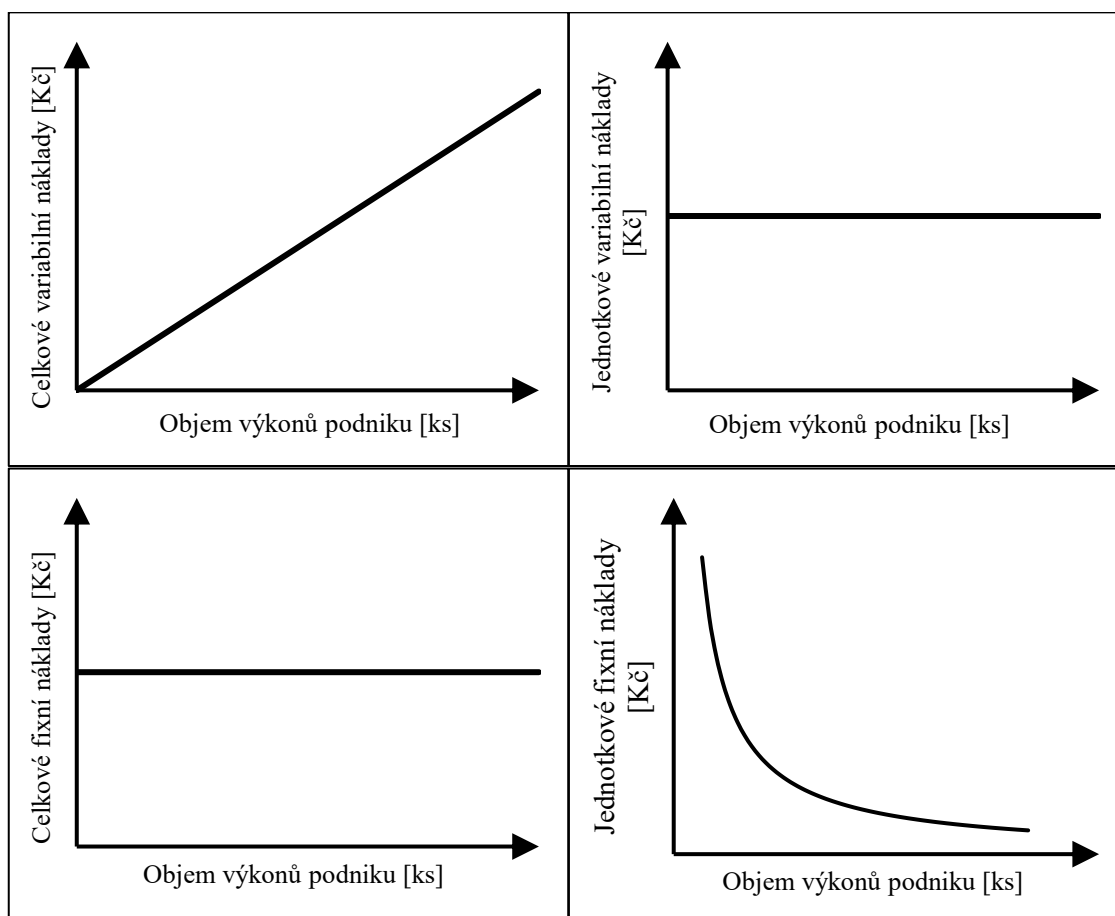 Celkové variabilní náklady [Kč]
Objem výkonů podniku [ks]
Jednotkové variabilní náklady
[Kč]
Objem výkonů podniku [ks]
Celkové fixní náklady [Kč]
Objem výkonů podniku [ks]
Jednotkové fixní náklady
[Kč]
Objem výkonů podniku [ks]